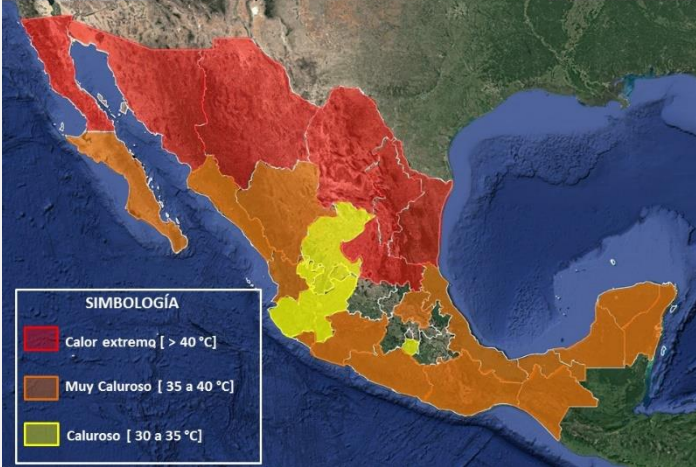 SIMBOLOGÍA
Calor extremo [ > 40 °C]
Muy Caluroso [ 35 a 40 °C]
Caluroso [ 30 a 35 °C]